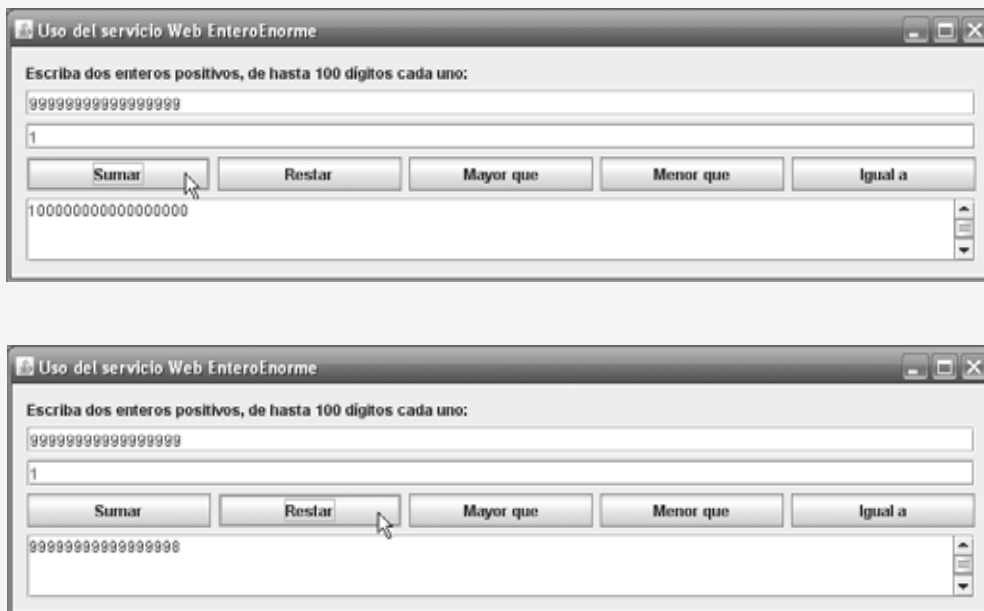 Uso del servicio Web EnteroEnorme
Escriba dos enteros positivos, de hasta 100 dígitos cada uno:
99999999999999999
1
Sumar Restar Mayor que Menor que Igual a
100000000000000000
Uso del servicio Web EnteroEnorme
Escriba dos enteros positivos, de hasta 100 dígitos cada uno:
99999999999999999
1
Sumar Restar Mayor que Menor que Igual a
99999999999999998